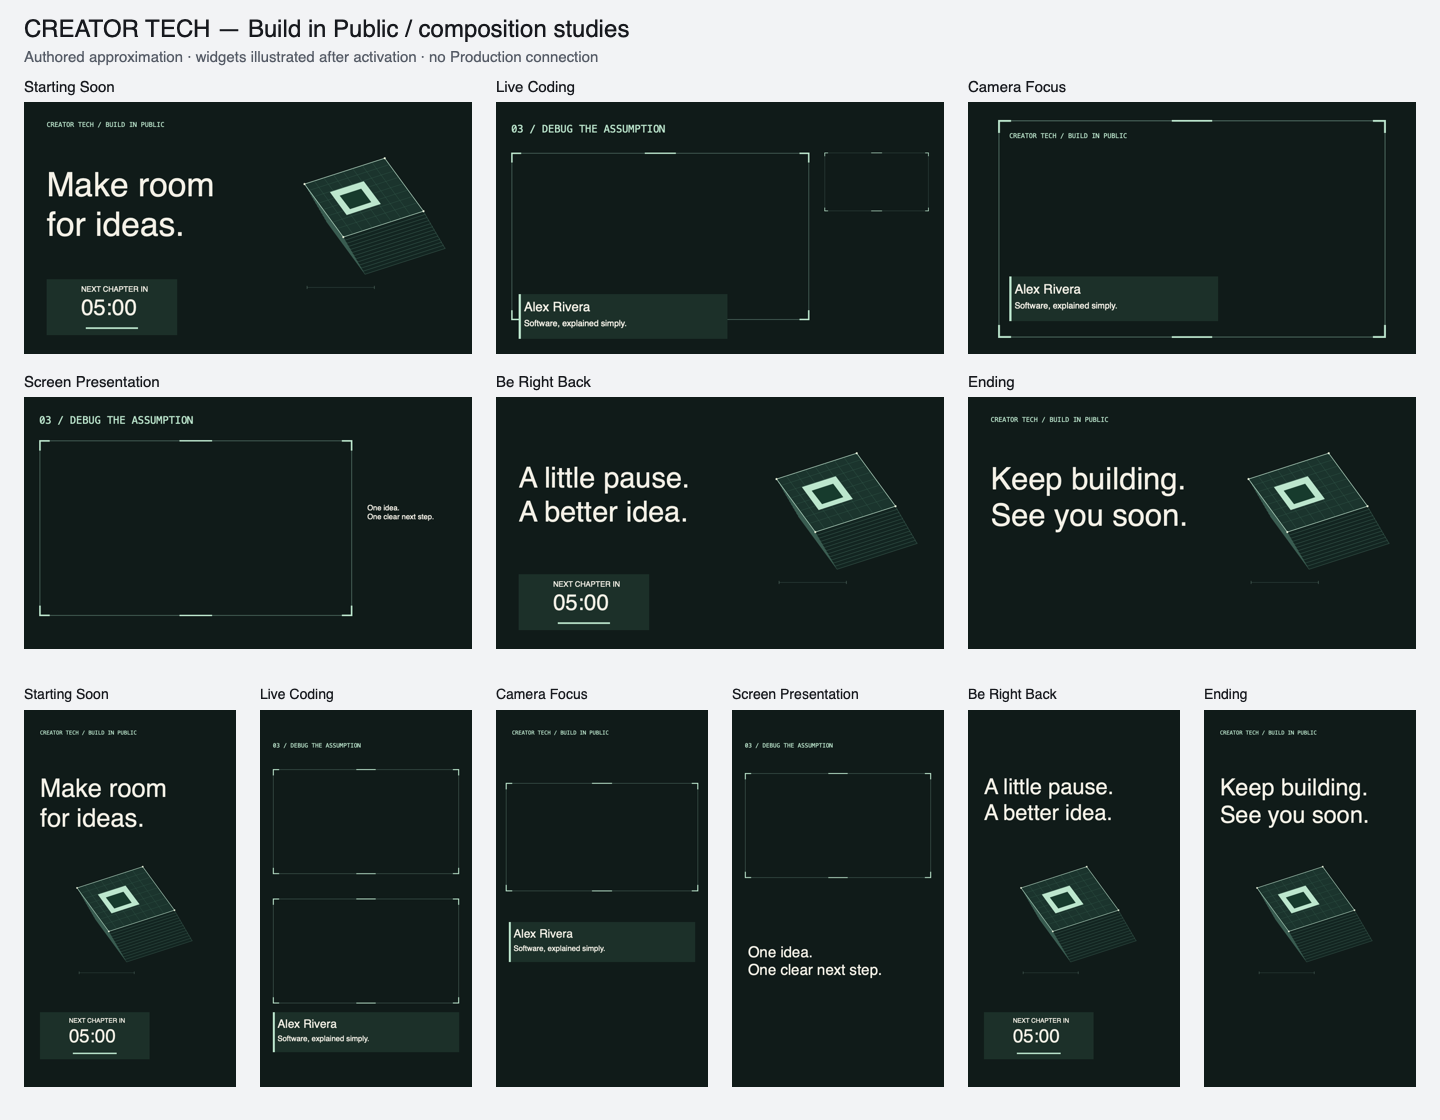 CREATOR TECH — Build in Public / composition studies
Authored approximation · widgets illustrated after activation · no Production connection
Starting Soon
CREATOR TECH / BUILD IN PUBLIC
Make room
for ideas.
NEXT CHAPTER IN
05:00
Live Coding
03 / DEBUG THE ASSUMPTION
Alex Rivera
Software, explained simply.
Camera Focus
CREATOR TECH / BUILD IN PUBLIC
Alex Rivera
Software, explained simply.
Screen Presentation
03 / DEBUG THE ASSUMPTION
One idea.
One clear next step.
Be Right Back
A little pause.
A better idea.
NEXT CHAPTER IN
05:00
Ending
CREATOR TECH / BUILD IN PUBLIC
Keep building.
See you soon.
Starting Soon
CREATOR TECH / BUILD IN PUBLIC
Make room
for ideas.
NEXT CHAPTER IN
05:00
Live Coding
03 / DEBUG THE ASSUMPTION
Alex Rivera
Software, explained simply.
Camera Focus
CREATOR TECH / BUILD IN PUBLIC
Alex Rivera
Software, explained simply.
Screen Presentation
03 / DEBUG THE ASSUMPTION
One idea.
One clear next step.
Be Right Back
CREATOR TECH / BUILD IN PUBLIC
A little pause.
A better idea.
NEXT CHAPTER IN
05:00
Ending
CREATOR TECH / BUILD IN PUBLIC
Keep building.
See you soon.